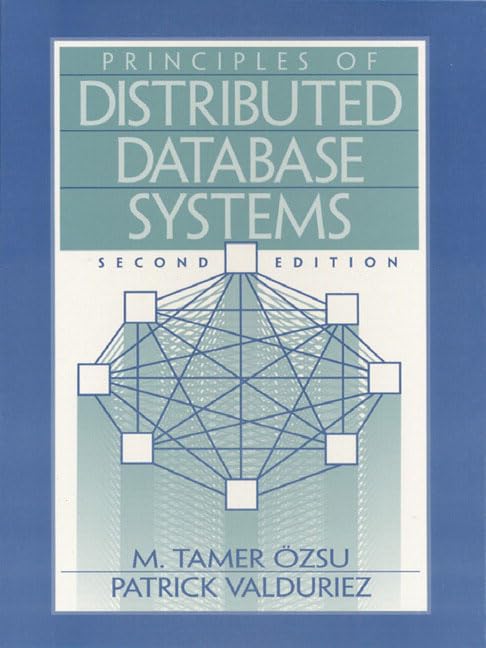 PRINCIPLES OF
DISTRIBUTED
DATABASE
SYSTEMS
SECOND EDITION
M. TAMER ÖZSU
PATRICK VALDURIEZ